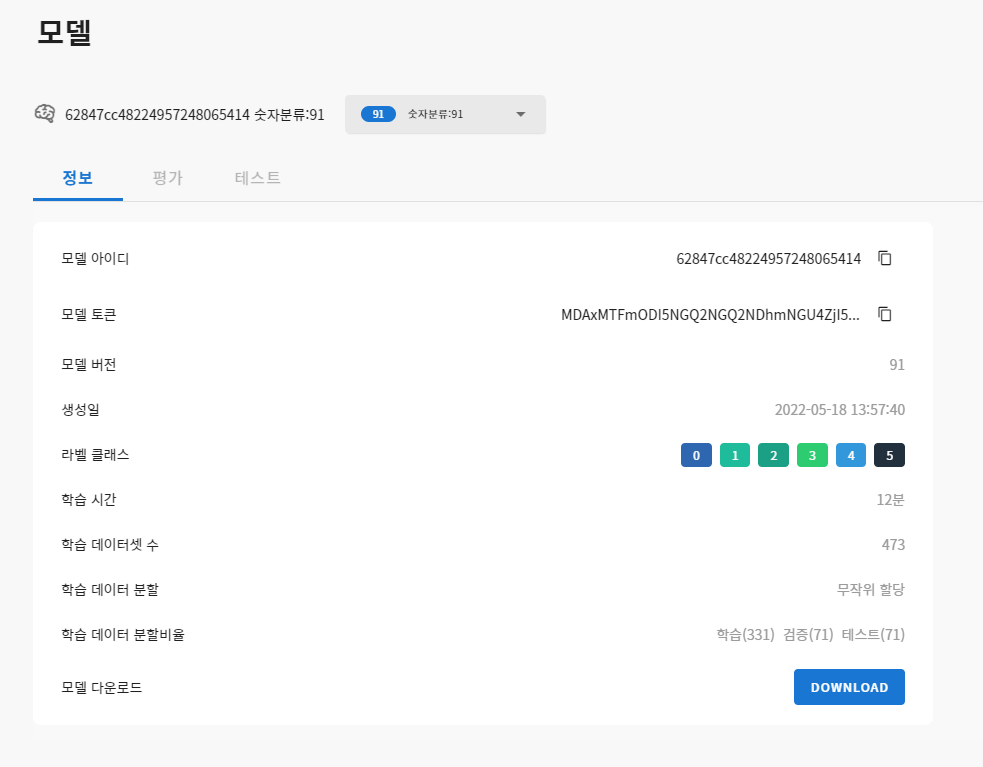 모델
62847cc48224957248065414 숫자분류:91 91 숫자분류:91
정보 평가 테스트
모델 아이디 62847cc48224957248065414
모델 토큰 MDAxMTFmODI5NGQ2NGQ2NDhmNGU4ZjI5...
모델 버전 91
생성일 2022-05-18 13:57:40
라벨 클래스 0 1 2 3 4 5
학습 시간 12분
학습 데이터셋 수 473
학습 데이터 분할 무작위 할당
학습 데이터 분할비율 학습(331) 검증(71) 테스트(71)
모델 다운로드 DOWNLOAD